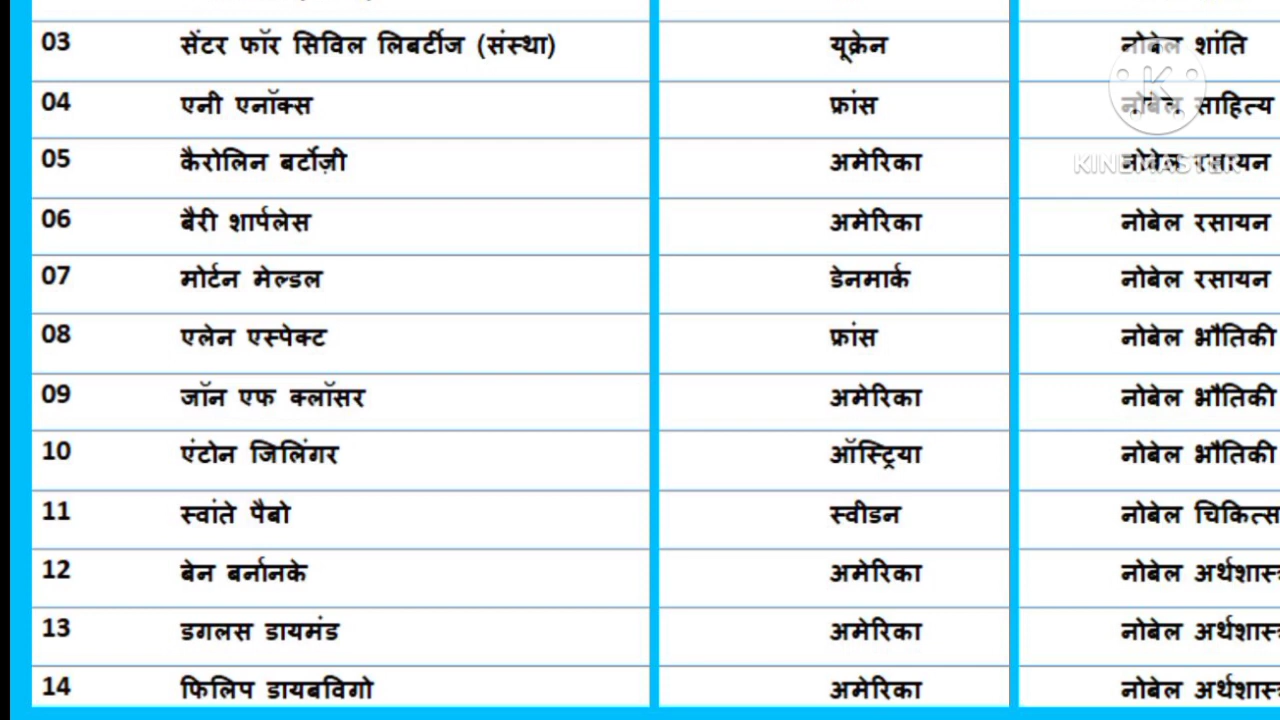 03 सेंटर फॉर सिविल लिबर्टीज (संस्था) यूक्रेन नोबेल शांति
04 एनी एनॉक्स फ्रांस नोबेल साहित्य
KINEMASTER
05 कैरोलिन बर्टोज़ी अमेरिका नोबेल रसायन
06 बैरी शार्पलेस अमेरिका नोबेल रसायन
07 मोर्टन मेल्डल डेनमार्क नोबेल रसायन
08 एलेन एस्पेक्ट फ्रांस नोबेल भौतिकी
09 जॉन एफ क्लॉसर अमेरिका नोबेल भौतिकी
10 एंटोन जिलिंगर ऑस्ट्रिया नोबेल भौतिकी
11 स्वांते पैबो स्वीडन नोबेल चिकित्स
12 बेन बर्नानके अमेरिका नोबेल अर्थशास्
13 डगलस डायमंड अमेरिका नोबेल अर्थशास्
14 फिलिप डायबविगो अमेरिका नोबेल अर्थशास्